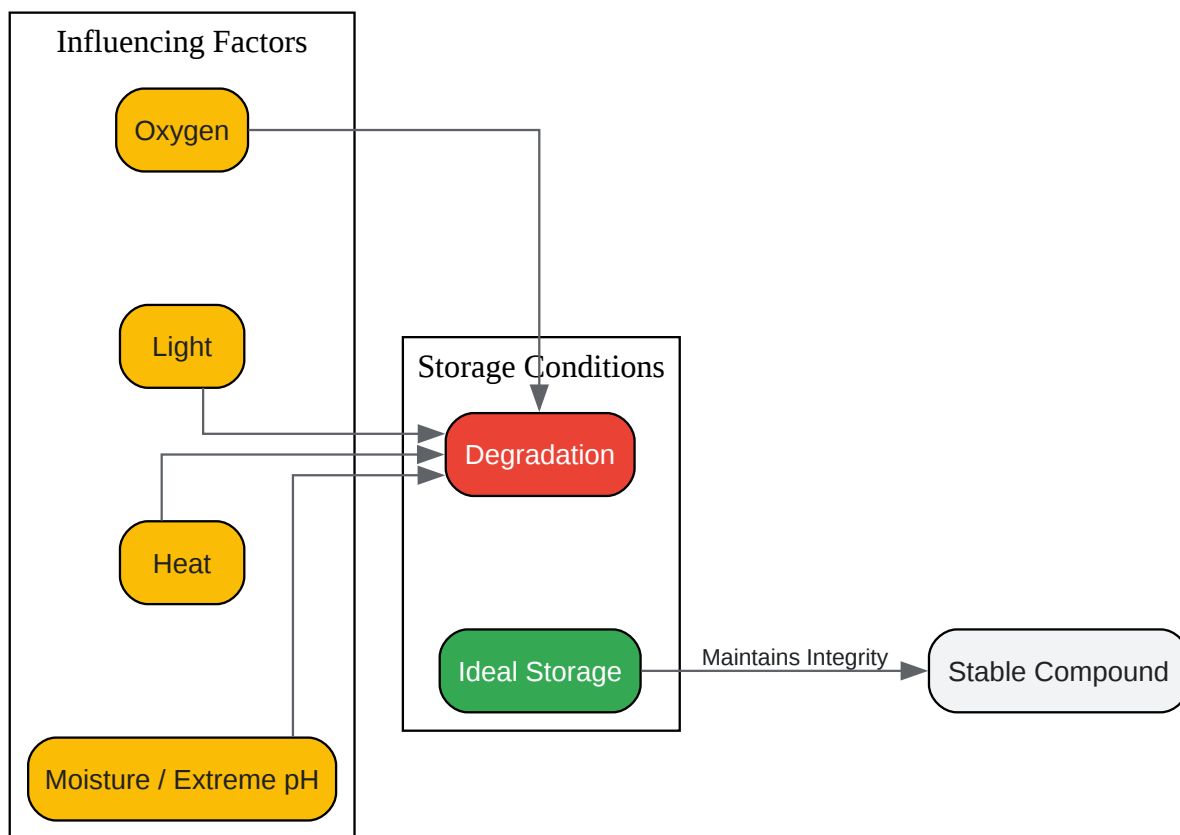 Influencing Factors
Oxygen
Light
Storage Conditions
Degradation
Heat
Ideal Storage
Maintains Integrity
Stable Compound
Moisture / Extreme pH